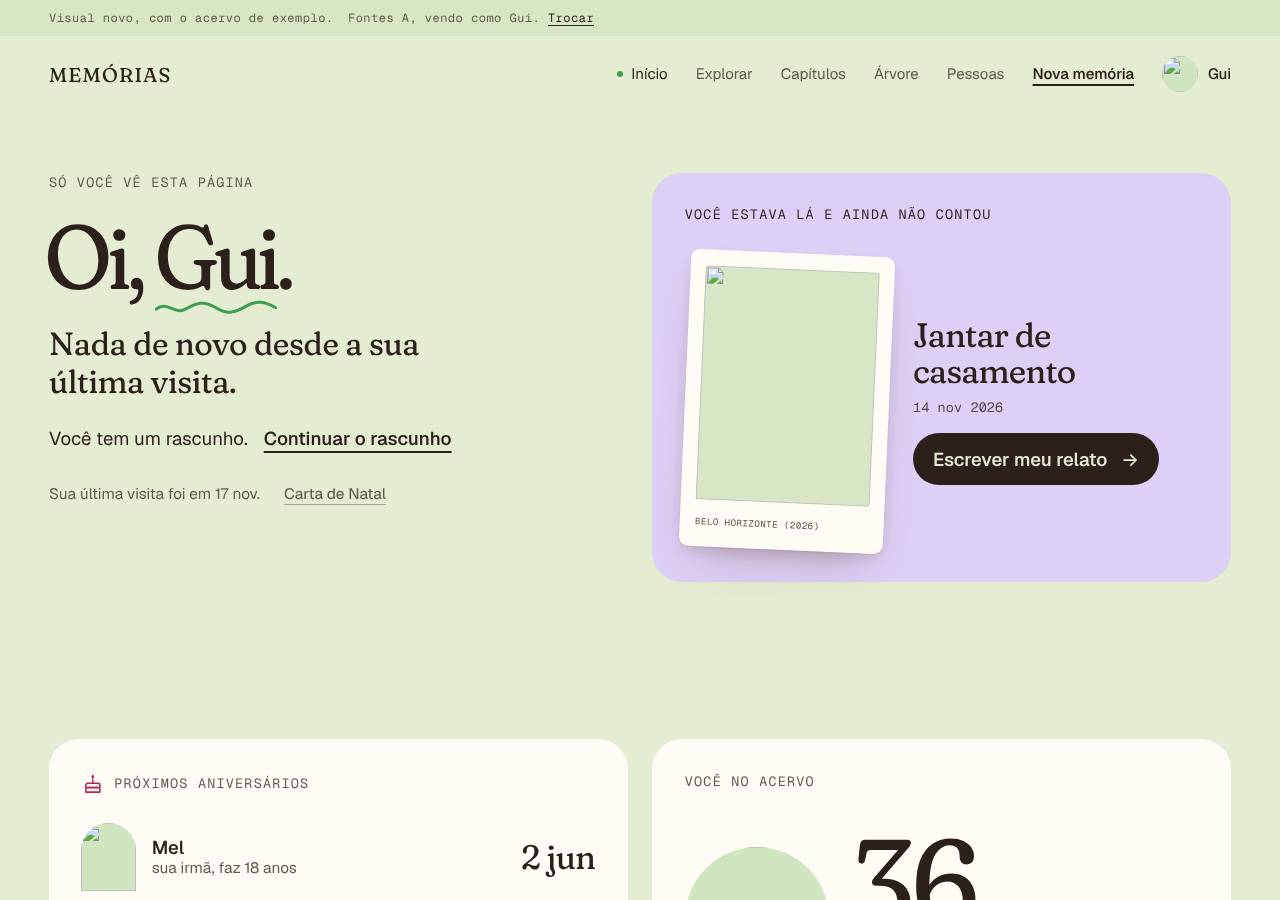 Visual novo, com o acervo de exemplo. Fontes A, vendo como Gui. Trocar
MEMÓRIAS
Início
Explorar
Capítulos
Árvore
Pessoas
Nova memória
Gui
SÓ VOCÊ VÊ ESTA PÁGINA
Oi, Gui.
Nada de novo desde a sua
última visita.
Você tem um rascunho. Continuar o rascunho
Sua última visita foi em 17 nov. Carta de Natal
VOCÊ ESTAVA LÁ E AINDA NÃO CONTOU
BELO HORIZONTE (2026)
Jantar de
casamento
14 nov 2026
Escrever meu relato →
PRÓXIMOS ANIVERSÁRIOS
Mel
sua irmã, faz 18 anos
2 jun
VOCÊ NO ACERVO
36